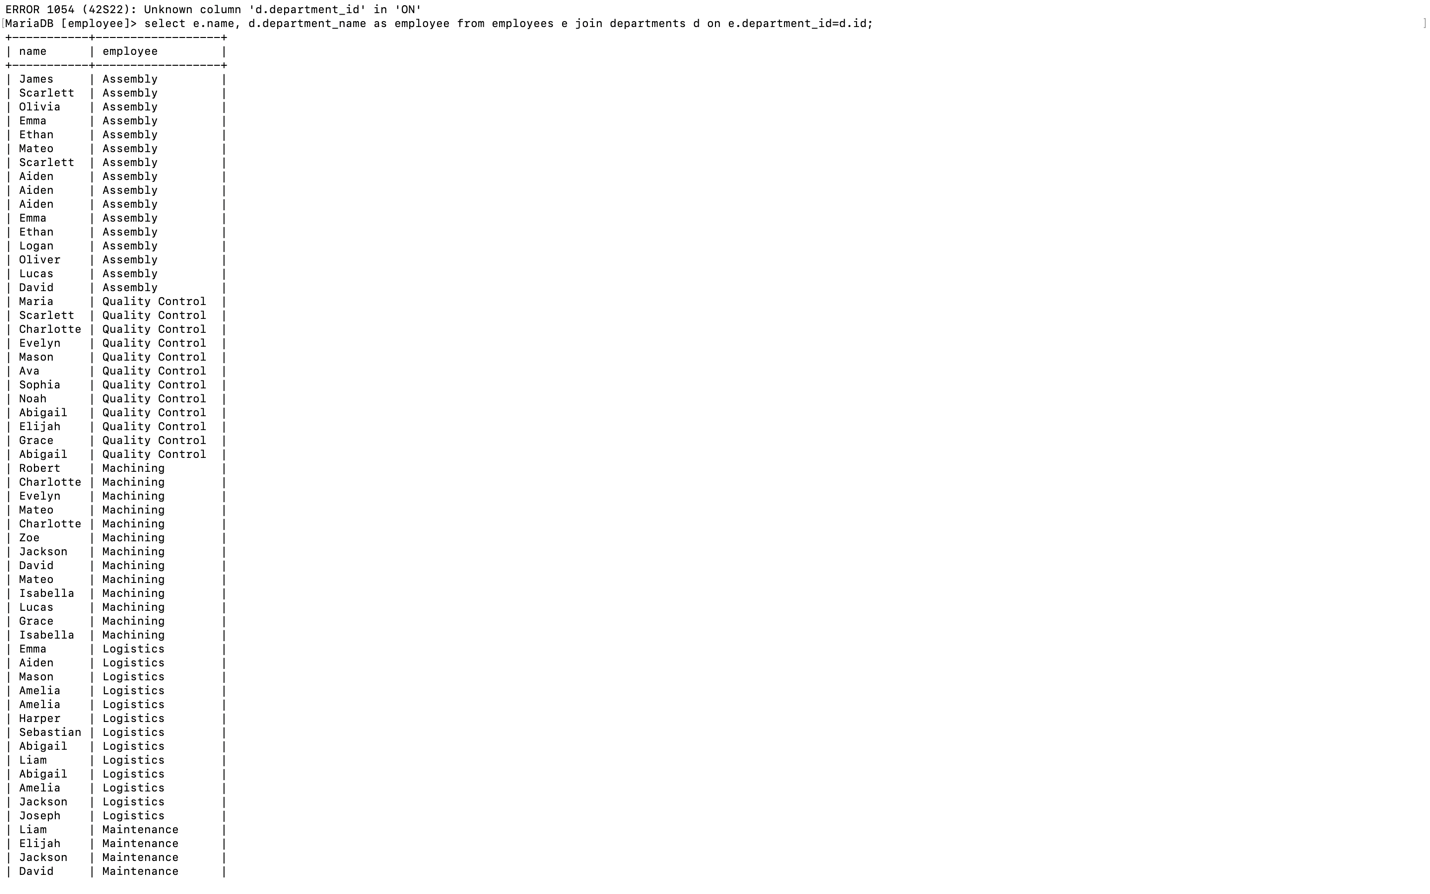 ERROR 1054 (42S22): Unknown column 'd.department_id' in 'ON'
MariaDB [employee]> select e.name, d.department_name as employee from employees e join departments d on e.department_id=d.id;
+-----------+------------------+
| name      | employee         |
+-----------+------------------+
| James     | Assembly         |
| Scarlett  | Assembly         |
| Olivia    | Assembly         |
| Emma      | Assembly         |
| Ethan     | Assembly         |
| Mateo     | Assembly         |
| Scarlett  | Assembly         |
| Aiden     | Assembly         |
| Aiden     | Assembly         |
| Aiden     | Assembly         |
| Emma      | Assembly         |
| Ethan     | Assembly         |
| Logan     | Assembly         |
| Oliver    | Assembly         |
| Lucas     | Assembly         |
| David     | Assembly         |
| Maria     | Quality Control  |
| Scarlett  | Quality Control  |
| Charlotte | Quality Control  |
| Evelyn    | Quality Control  |
| Mason     | Quality Control  |
| Ava       | Quality Control  |
| Sophia    | Quality Control  |
| Noah      | Quality Control  |
| Abigail   | Quality Control  |
| Elijah    | Quality Control  |
| Grace     | Quality Control  |
| Abigail   | Quality Control  |
| Robert    | Machining        |
| Charlotte | Machining        |
| Evelyn    | Machining        |
| Mateo     | Machining        |
| Charlotte | Machining        |
| Zoe       | Machining        |
| Jackson   | Machining        |
| David     | Machining        |
| Mateo     | Machining        |
| Isabella  | Machining        |
| Lucas     | Machining        |
| Grace     | Machining        |
| Isabella  | Machining        |
| Emma      | Logistics        |
| Aiden     | Logistics        |
| Mason     | Logistics        |
| Amelia    | Logistics        |
| Amelia    | Logistics        |
| Harper    | Logistics        |
| Sebastian | Logistics        |
| Abigail   | Logistics        |
| Liam      | Logistics        |
| Abigail   | Logistics        |
| Amelia    | Logistics        |
| Jackson   | Logistics        |
| Joseph    | Logistics        |
| Liam      | Maintenance      |
| Elijah    | Maintenance      |
| Jackson   | Maintenance      |
| David     | Maintenance      |